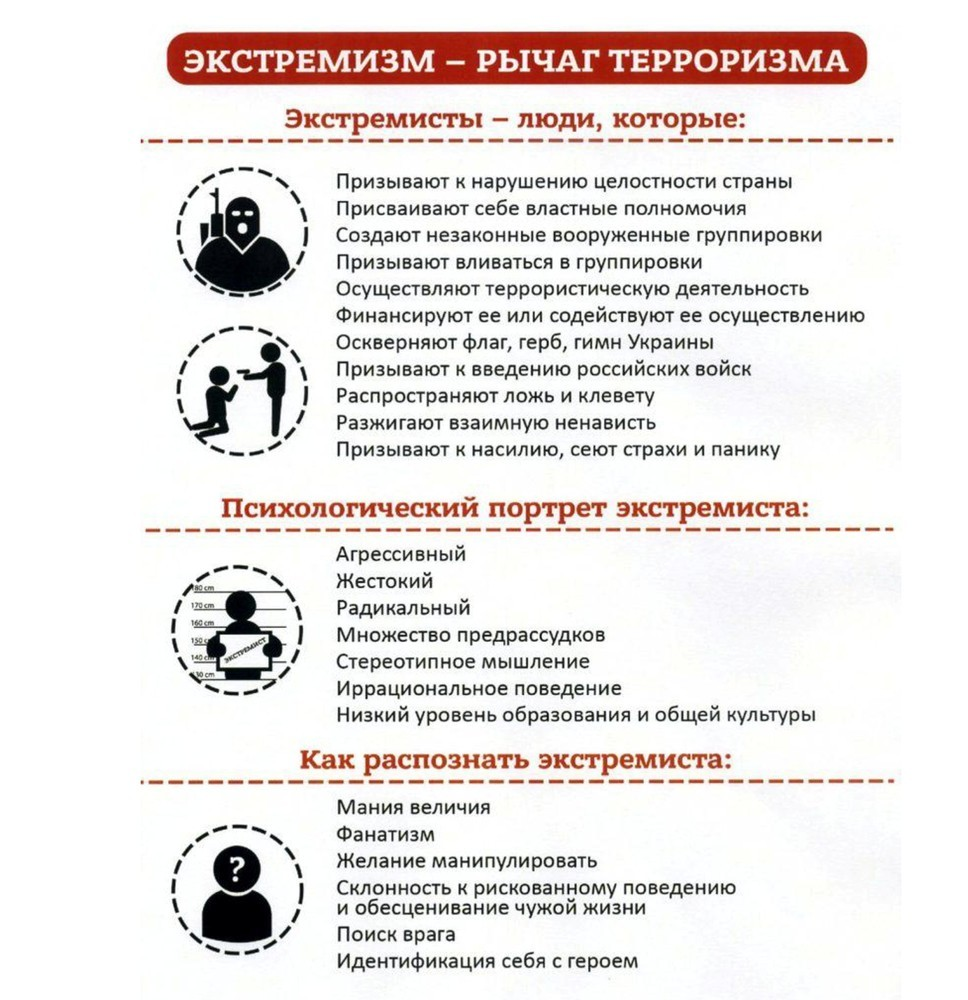 ЭКСТРЕМИЗМ – РЫЧАГ ТЕРРОРИЗМА
Экстремисты – люди, которые:
Призывают к нарушению целостности страны
Присваивают себе властные полномочия
Создают незаконные вооруженные группировки
Призывают вливаться в группировки
Осуществляют террористическую деятельность
Финансируют ее или содействуют ее осуществлению
Оскверняют флаг, герб, гимн Украины
Призывают к введению российских войск
Распространяют ложь и клевету
Разжигают взаимную ненависть
Призывают к насилию, сеют страхи и панику
Психологический портрет экстремиста:
Агрессивный
Жестокий
Радикальный
Множество предрассудков
Стереотипное мышление
Иррациональное поведение
Низкий уровень образования и общей культуры
180 cm
170 cm
160 cm
150 c
140 c
130 cm
ЭКСТРЕМИСТ
Как распознать экстремиста:
Мания величия
Фанатизм
Желание манипулировать
Склонность к рискованному поведению
и обесценивание чужой жизни
Поиск врага
Идентификация себя с героем
?